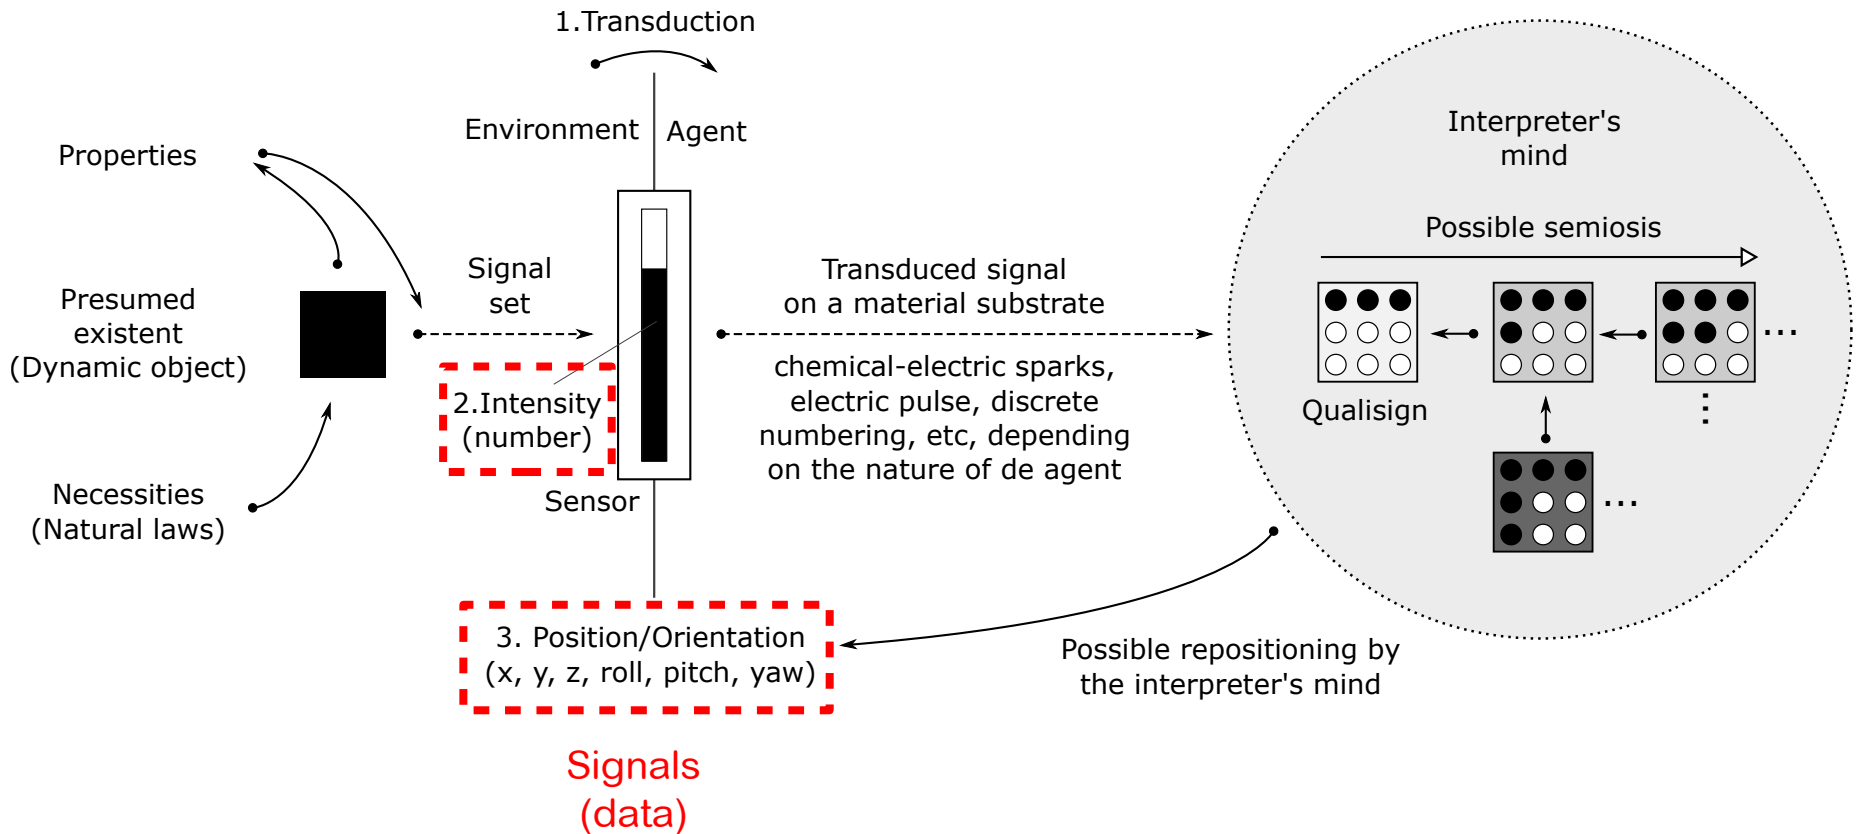 1.Transduction
Environment
Agent
Properties
Presumed
existent
(Dynamic object)
Necessities
(Natural laws)
Signal
set
2.Intensity
(number)
Sensor
3. Position/Orientation
(x, y, z, roll, pitch, yaw)
Signals
(data)
Transduced signal
on a material substrate
chemical-electric sparks,
electric pulse, discrete
numbering, etc, depending
on the nature of de agent
Interpreter's
mind
Possible semiosis
...
Qualisign
...
...
Possible repositioning by
the interpreter's mind